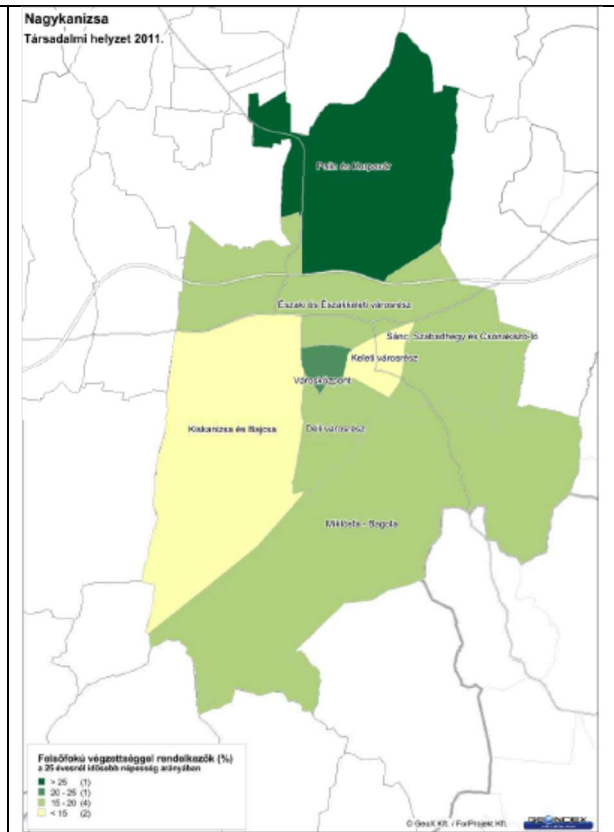 Nagykanizsa
Társadalmi helyzet 2011.
Palin és Korpavár
Északi és Északkeleti városrész
Sánc, Szabadhegy és Csónakázó-tó
Keleti városrész
Városközpont
Kiskanizsa és Bajcsa
Déli városrész
Miklósfa - Bagola
Felsőfokú végzettséggel rendelkezők (%)
a 25 évesnél idősebb népesség arányában
> 25 (1)
20 - 25 (1)
15 - 20 (4)
< 15 (2)
© GeoX Kft. / ForProjekt Kft.
GEOINDEX